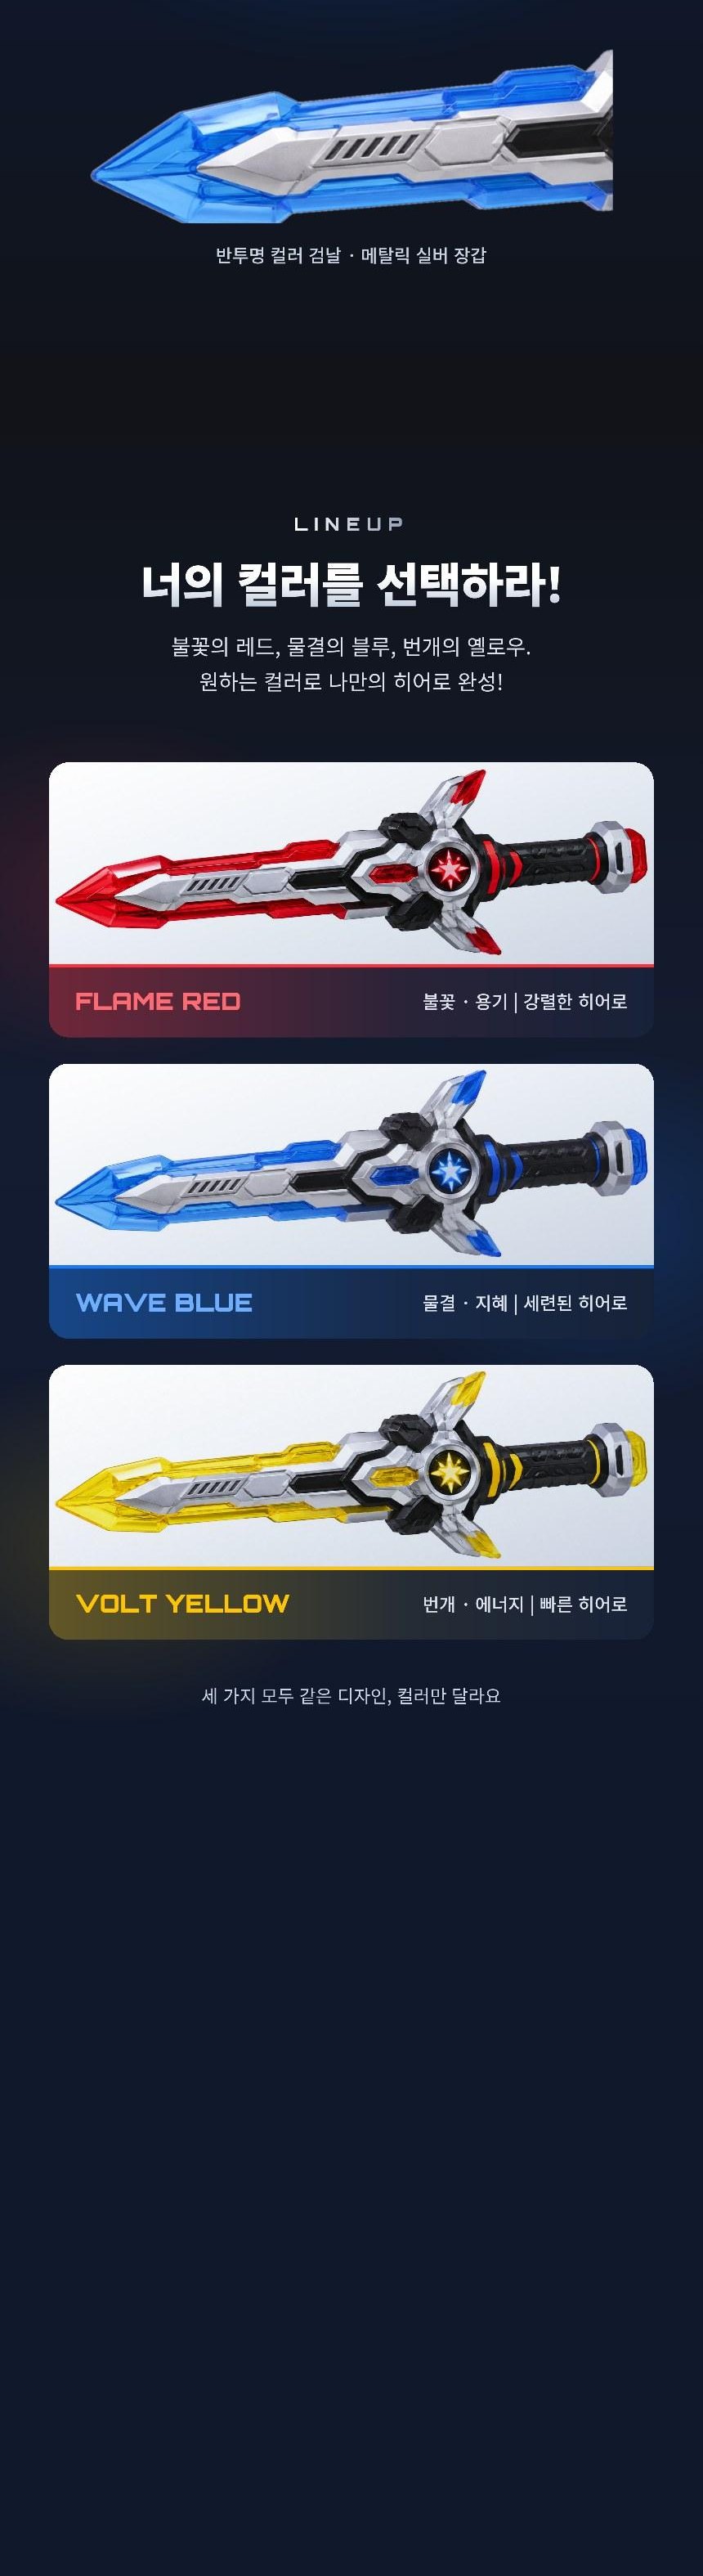 반투명 컬러 검날 · 메탈릭 실버 장갑
LINEUP
너의 컬러를 선택하라!
불꽃의 레드, 물결의 블루, 번개의 옐로우.
원하는 컬러로 나만의 히어로 완성!
FLAME RED
불꽃 · 용기 | 강렬한 히어로
WAVE BLUE
물결 · 지혜 | 세련된 히어로
VOLT YELLOW
번개 · 에너지 | 빠른 히어로
세 가지 모두 같은 디자인, 컬러만 달라요